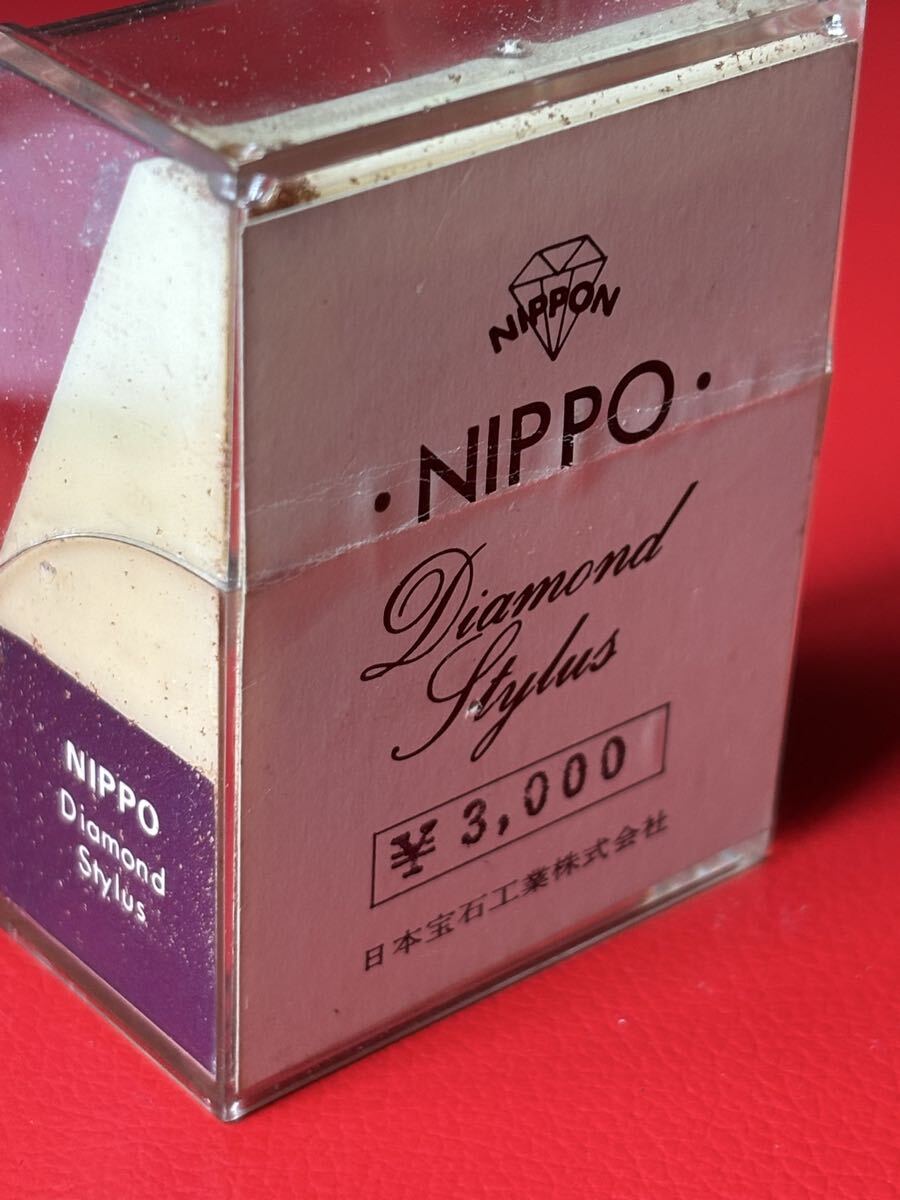 NIPPON
・NIPPO・
Diamond
Stylus
¥3,000
日本宝石工業株式会社
NIPPO
Diamond
Stylus